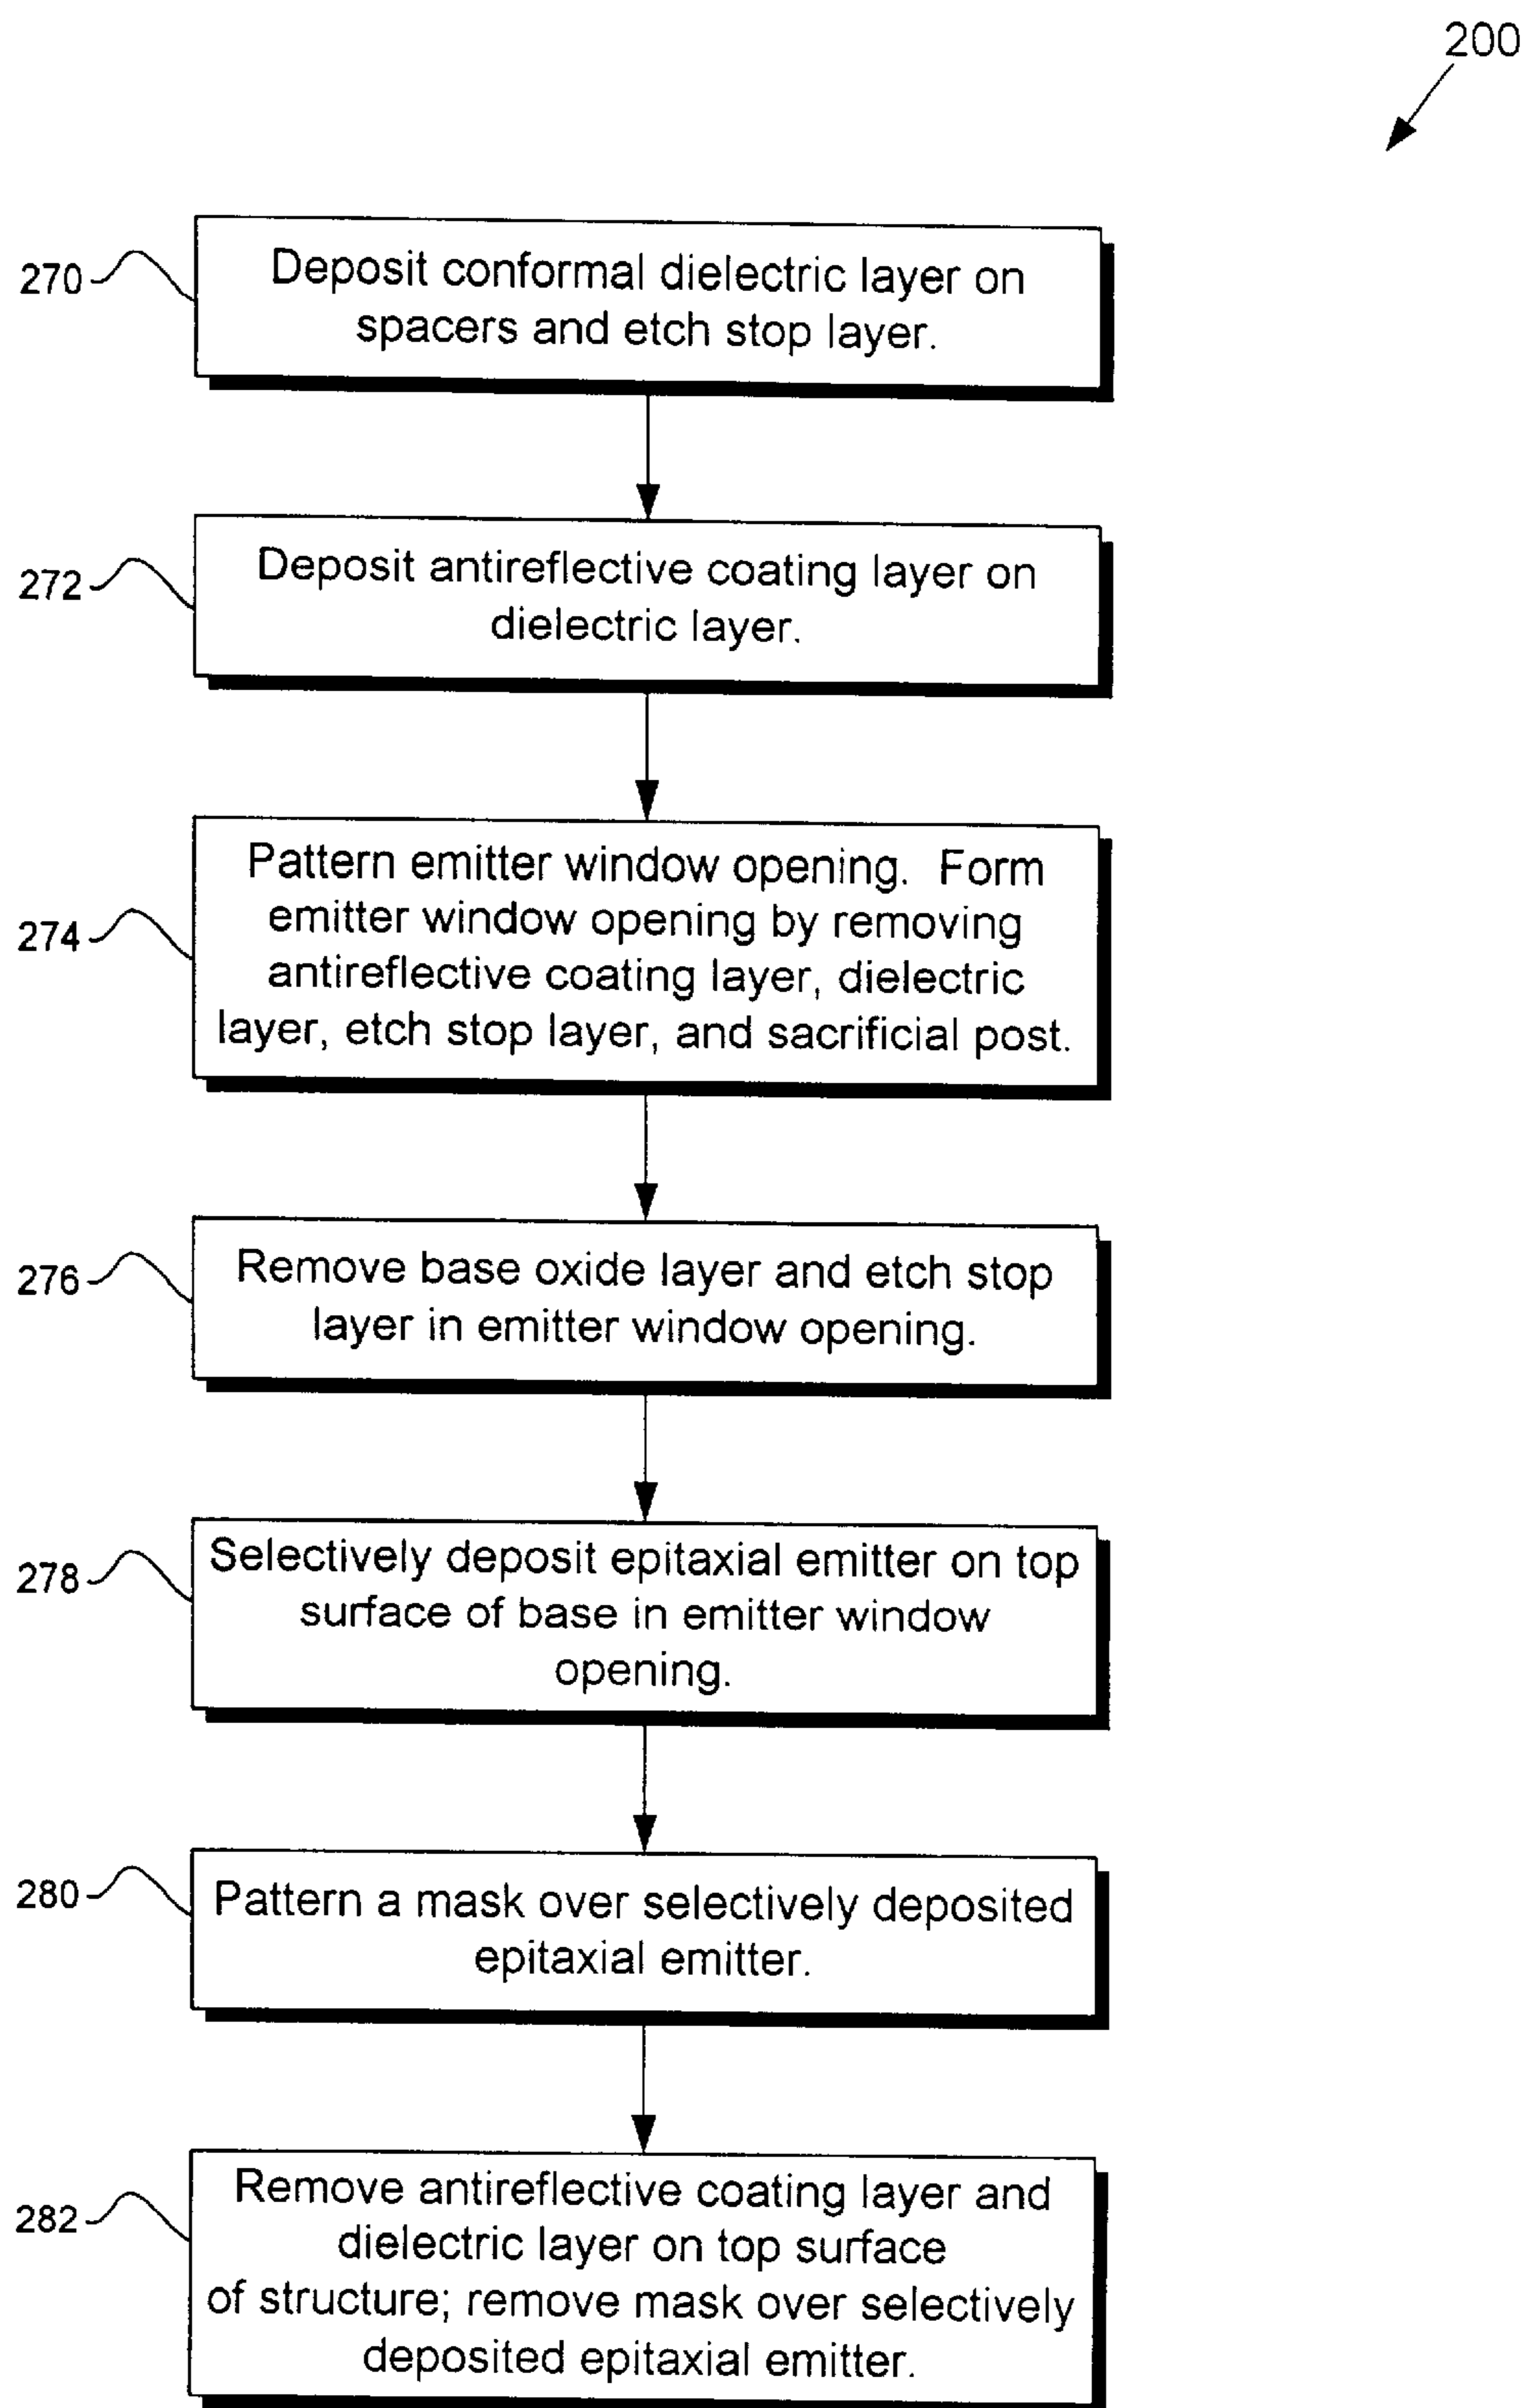 200
270
Deposit conformal dielectric layer on
spacers and etch stop layer.
272
Deposit antireflective coating layer on
dielectric layer.
274
Pattern emitter window opening. Form
emitter window opening by removing
antireflective coating layer, dielectric
layer, etch stop layer, and sacrificial post.
276
Remove base oxide layer and etch stop
layer in emitter window opening.
278
Selectively deposit epitaxial emitter on top
surface of base in emitter window
opening.
280
Pattern a mask over selectively deposited
epitaxial emitter.
282
Remove antireflective coating layer and
dielectric layer on top surface
of structure; remove mask over selectively
deposited epitaxial emitter.